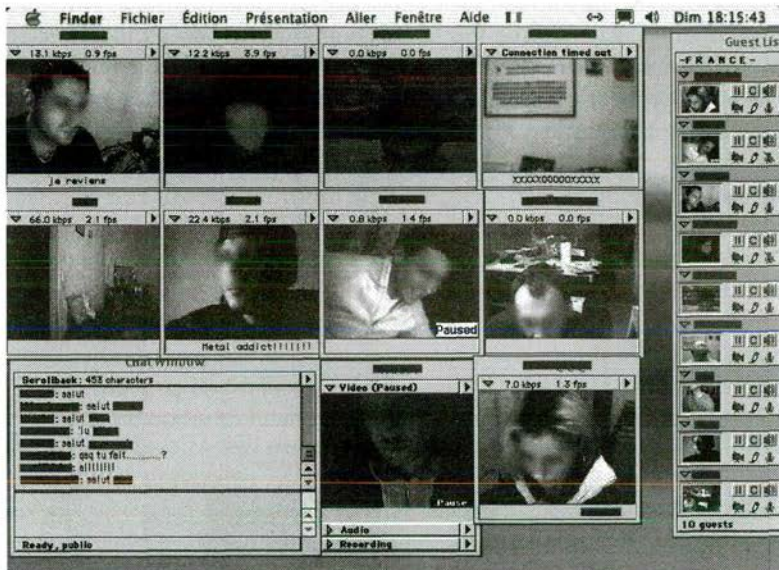 Finder Fichier Édition Présentation Aller Fenêtre Aide Dim 18:15:43
13.1 kbps 0.9 fps
12.2 kbps 3.9 fps
0.0 kbps 0.0 fps
Connection timed out
je reviens
XXXXXOOOOOXXXXX
66.0 kbps 2.1 fps
22.4 kbps 2.1 fps
0.8 kbps 1.4 fps
0.0 kbps 0.0 fps
Metal addict!!!!!!!
Paused
Chat Window
Scrollback: 453 characters
: salut
: salut
: salut
: 'lu
: salut
: qsq tu fait...........?
: allllllll
: salut
Ready, public
Video (Paused)
Pause
Audio
Recording
7.0 kbps 1.3 fps
Guest Lis
-FRANCE-
10 guests